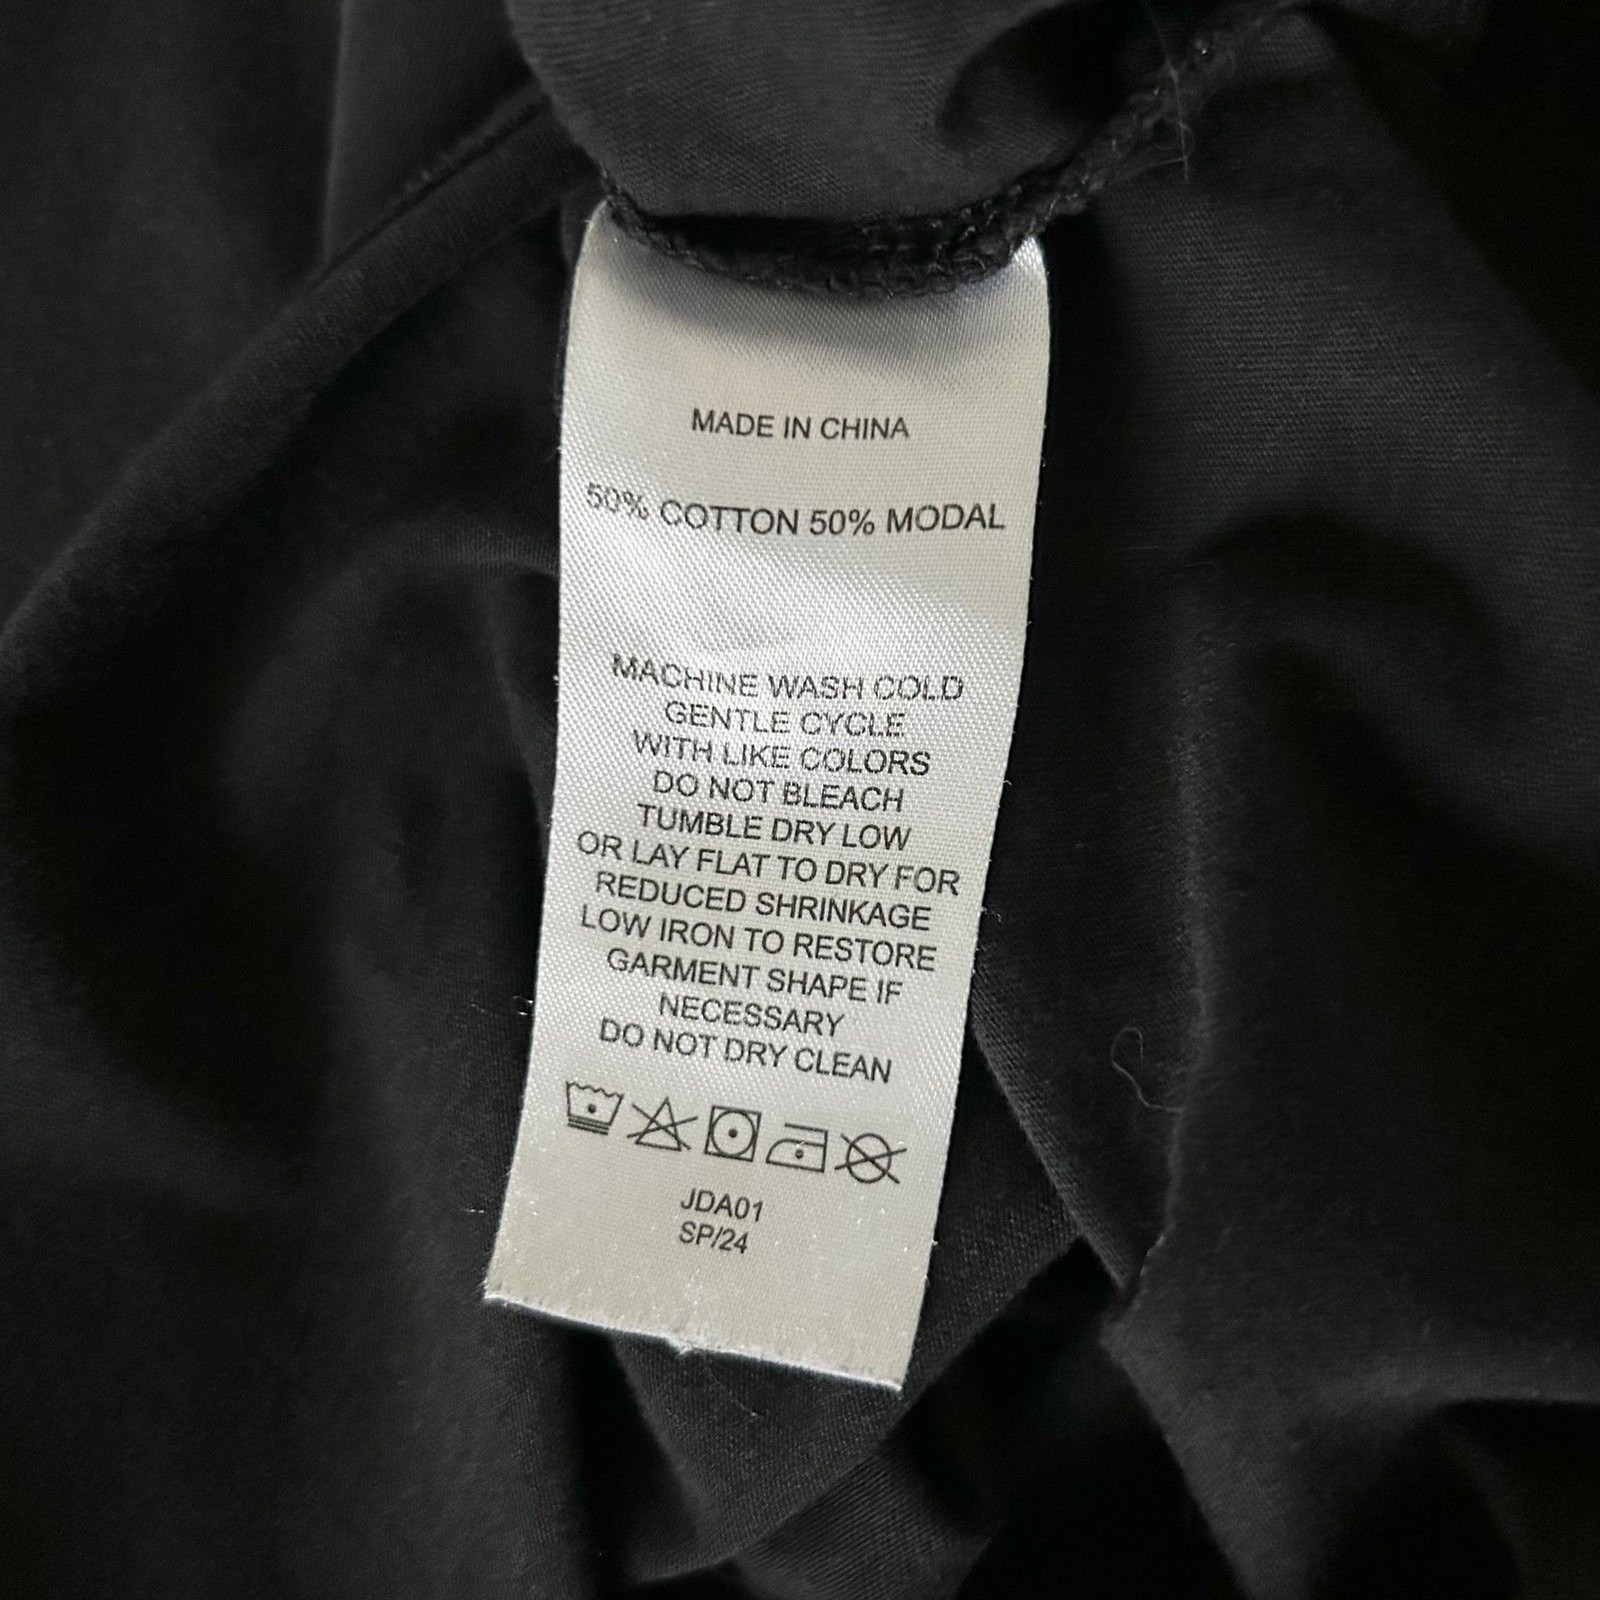 MADE IN CHINA
50% COTTON 50% MODAL
MACHINE WASH COLD
GENTLE CYCLE
WITH LIKE COLORS
DO NOT BLEACH
TUMBLE DRY LOW
OR LAY FLAT TO DRY FOR
REDUCED SHRINKAGE
LOW IRON TO RESTORE
GARMENT SHAPE IF
NECESSARY
DO NOT DRY CLEAN
JDA01
SP/24